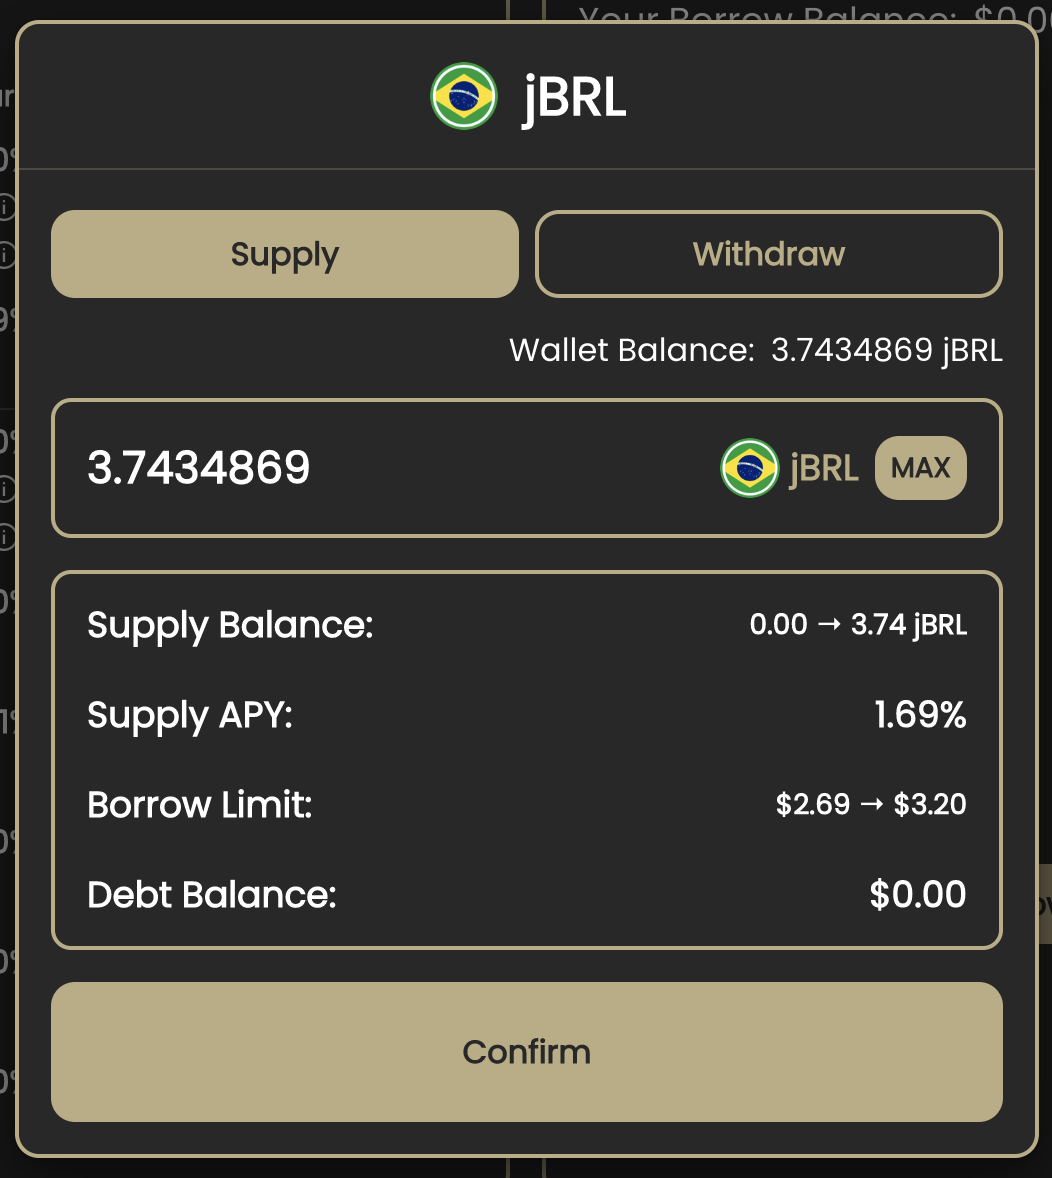 Your Borrow Balance: $0.00
jBRL
Supply
Withdraw
Wallet Balance: 3.7434869 jBRL
3.7434869
jBRL
MAX
Supply Balance:
0.00 → 3.74 jBRL
Supply APY:
1.69%
Borrow Limit:
$2.69 → $3.20
Debt Balance:
$0.00
Confirm